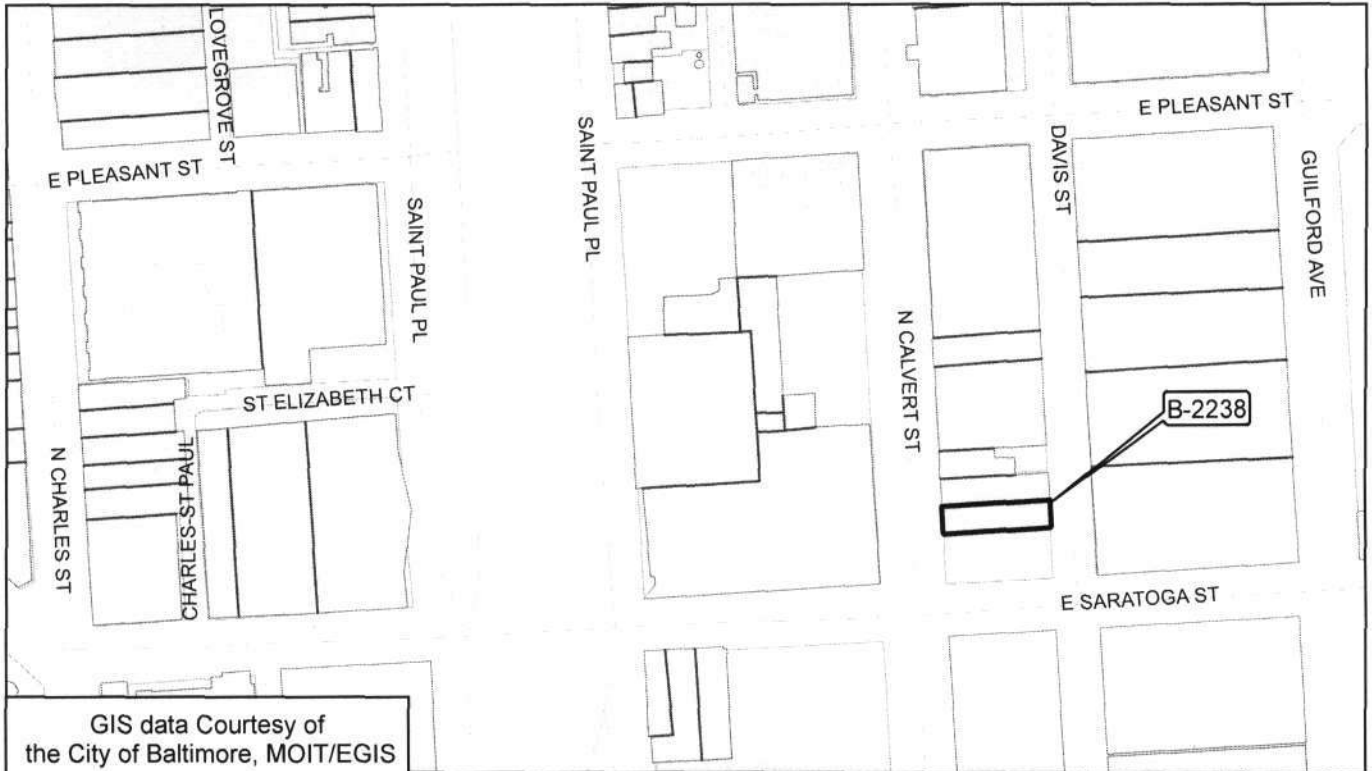 LOVEGROVE ST
E PLEASANT ST
E PLEASANT ST
SAINT PAUL PL
SAINT PAUL PL
DAVIS ST
GUILFORD AVE
N CALVERT ST
ST ELIZABETH CT
B-2238
N CHARLES ST
CHARLES-ST PAUL
E SARATOGA ST
GIS data Courtesy of
the City of Baltimore, MOIT/EGIS